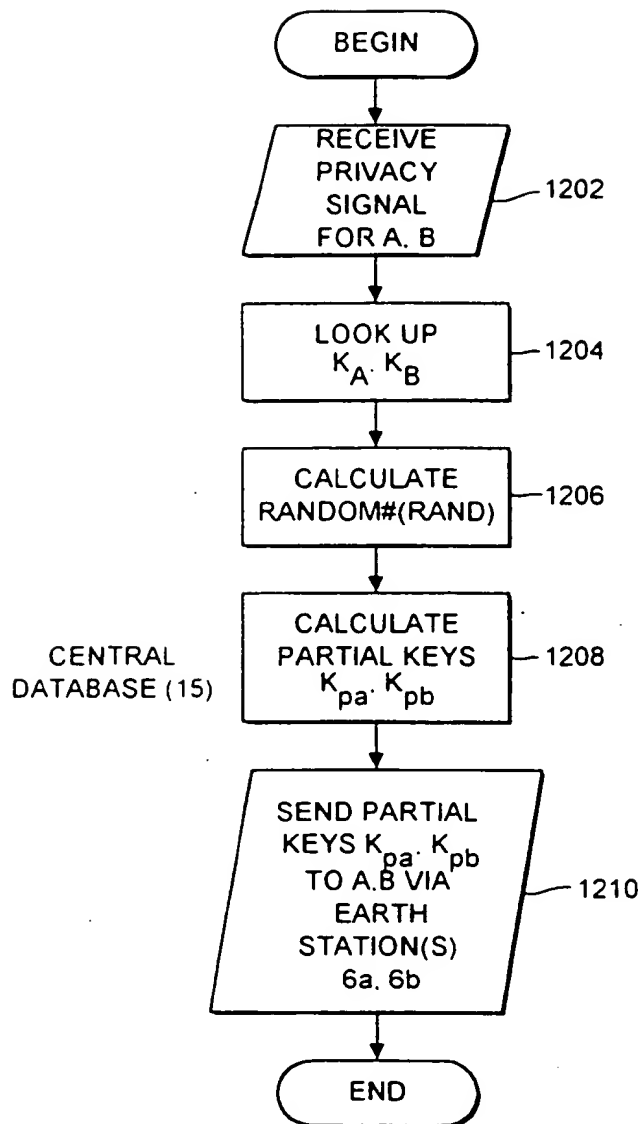 BEGIN
RECEIVE
PRIVACY
SIGNAL
FOR A, B
1202
LOOK UP
K_A. K_B
1204
CALCULATE
RANDOM#(RAND)
1206
CALCULATE
PARTIAL KEYS
K_pa. K_pb
1208
CENTRAL
DATABASE (15)
SEND PARTIAL
KEYS K_pa. K_pb
TO A.B VIA
EARTH
STATION(S)
6a, 6b
1210
END